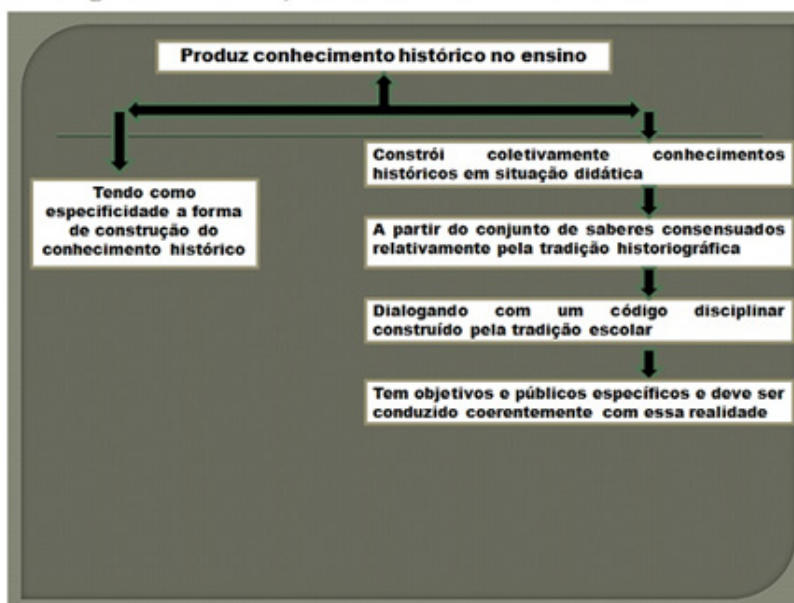 Produz conhecimento histórico no ensino
Tendo como
especificidade a forma
de construção do
conhecimento histórico
Constrói coletivamente conhecimentos
históricos em situação didática
A partir do conjunto de saberes consensuados
relativamente pela tradição historiográfica
Dialogando com um código disciplinar
construído pela tradição escolar
Tem objetivos e públicos específicos e deve ser
conduzido coerentemente com essa realidade